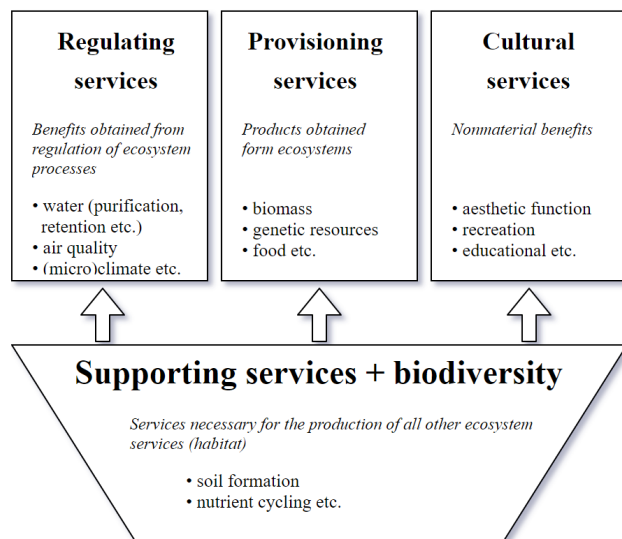 Regulating
services
Benefits obtained from
regulation of ecosystem
processes
• water (purification,
retention etc.)
• air quality
• (micro)climate etc.
Provisioning
services
Products obtained
form ecosystems
• biomass
• genetic resources
• food etc.
Cultural
services
Nonmaterial benefits
• aesthetic function
• recreation
• educational etc.
Supporting services + biodiversity
Services necessary for the production of all other ecosystem
services (habitat)
• soil formation
• nutrient cycling etc.